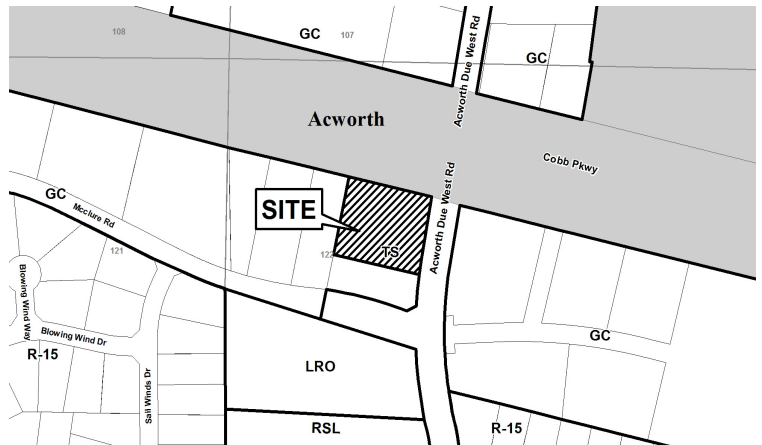 108
GC
107
Acworth Due West Rd
GC
Acworth
Cobb Pkwy
GC
Mcclure Rd
SITE
Acworth Due West Rd
121
122
TS
Blowing Wind Way
Blowing Wind Dr
R-15
Sail Winds Dr
LRO
GC
RSL
R-15